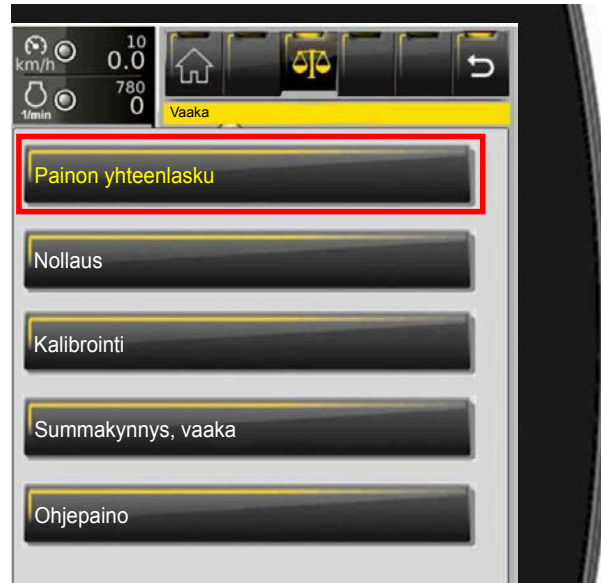 km/h
10
0.0
1/min
780
0
Vaaka
Painon yhteenlasku
Nollaus
Kalibrointi
Summakynnys, vaaka
Ohjepaino